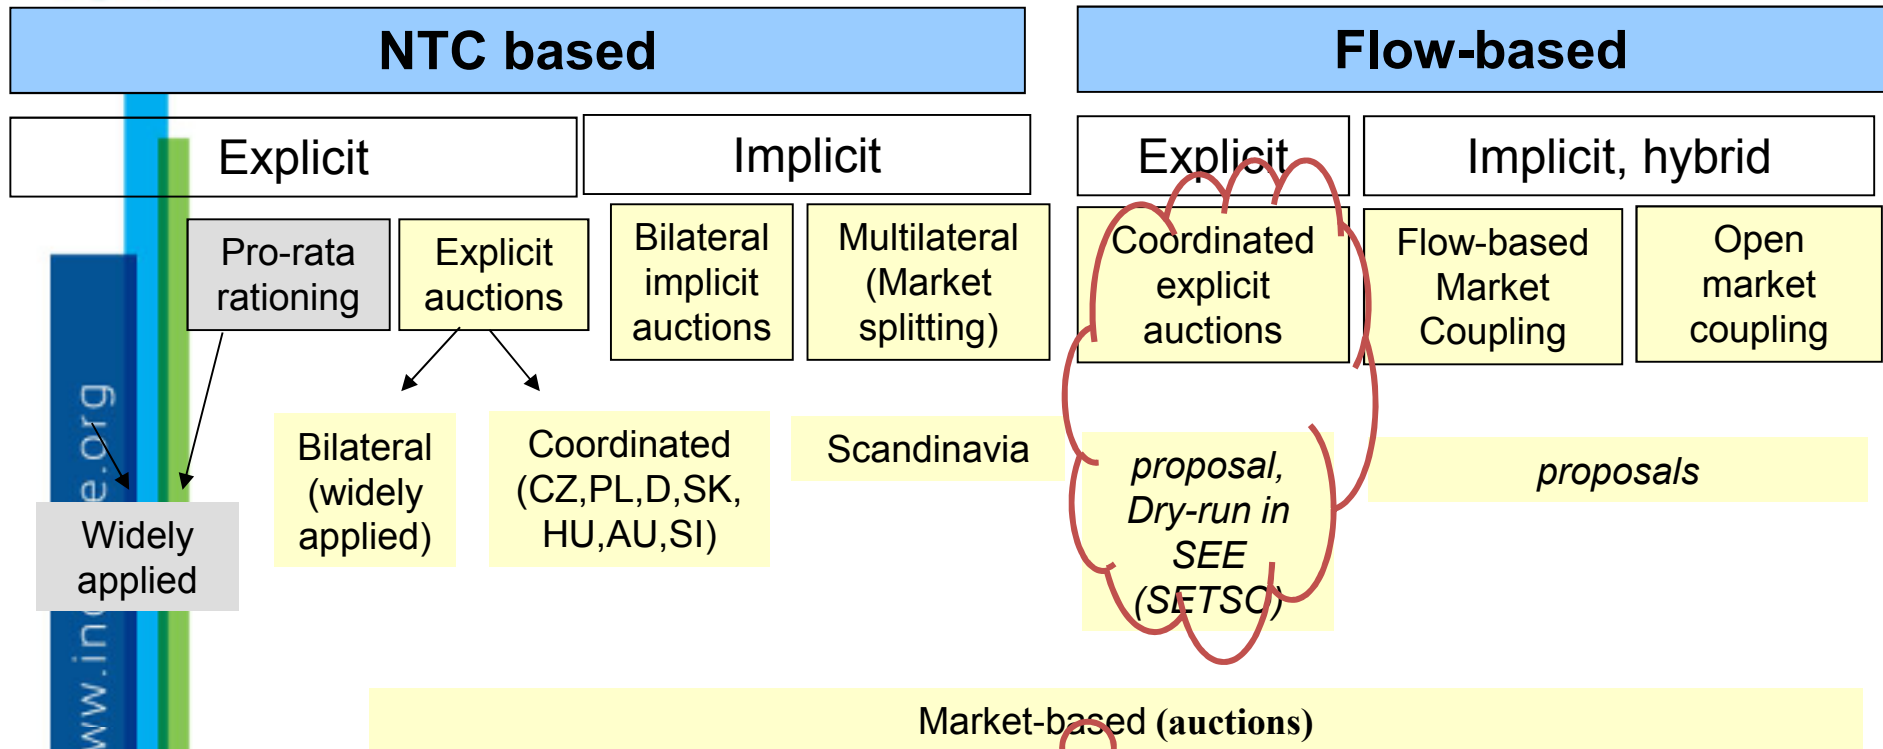 NTC based
Flow-based
Explicit
Implicit
Explicit
Implicit, hybrid
Pro-rata
rationing
Explicit
auctions
Bilateral
implicit
auctions
Multilateral
(Market
splitting)
Coordinated
explicit
auctions
Flow-based
Market
Coupling
Open
market
coupling
Widely
applied
Bilateral
(widely
applied)
Coordinated
(CZ,PL,D,SK,
HU,AU,SI)
Scandinavia
proposal,
Dry-run in
SEE
(SETSO)
proposals
Market-based (auctions)